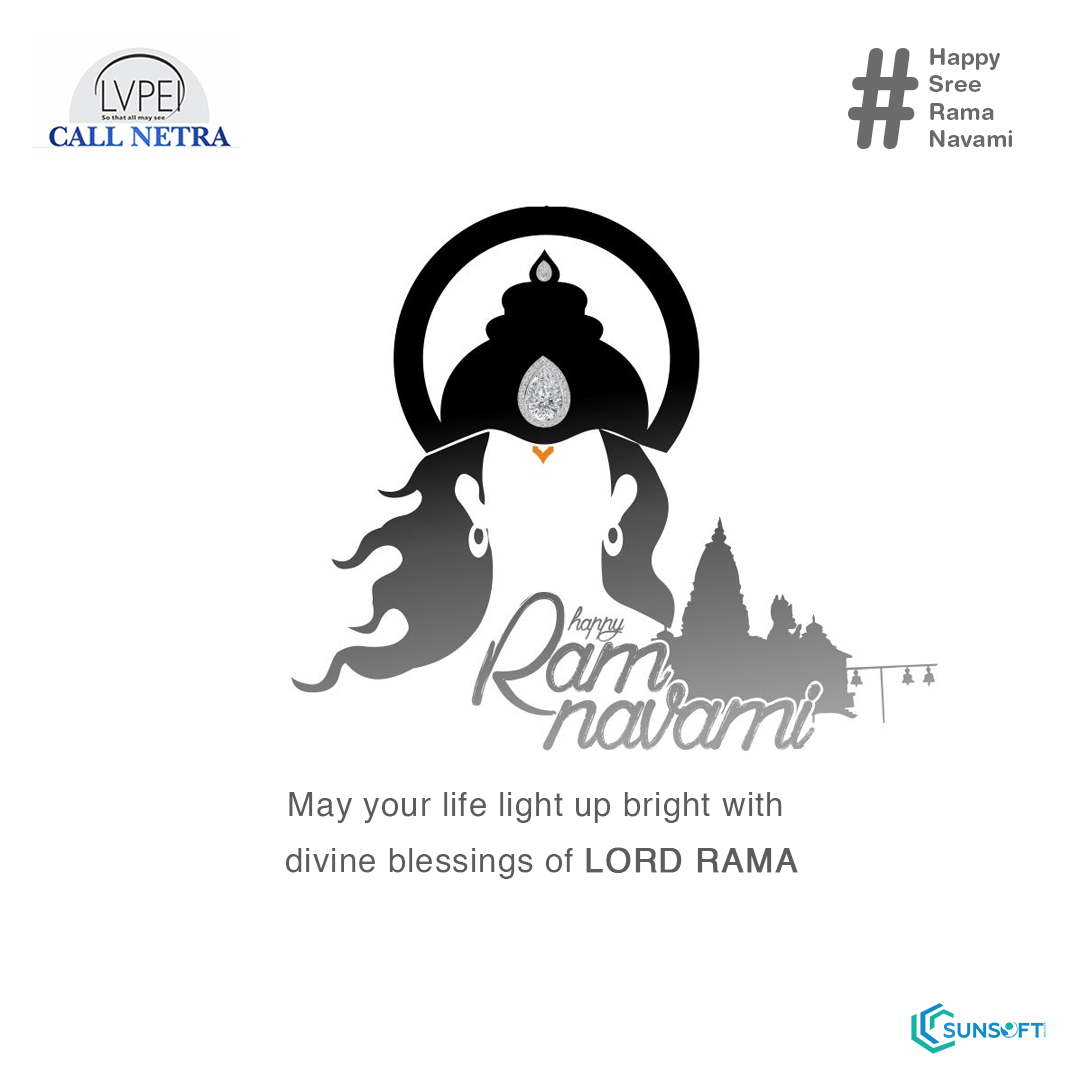 LVPEI
So that all may see
CALL NETRA
#
Happy
Sree
Rama
Navami
happy
Ram
navami
May your life light up bright with
divine blessings of LORD RAMA
SUNSOFT